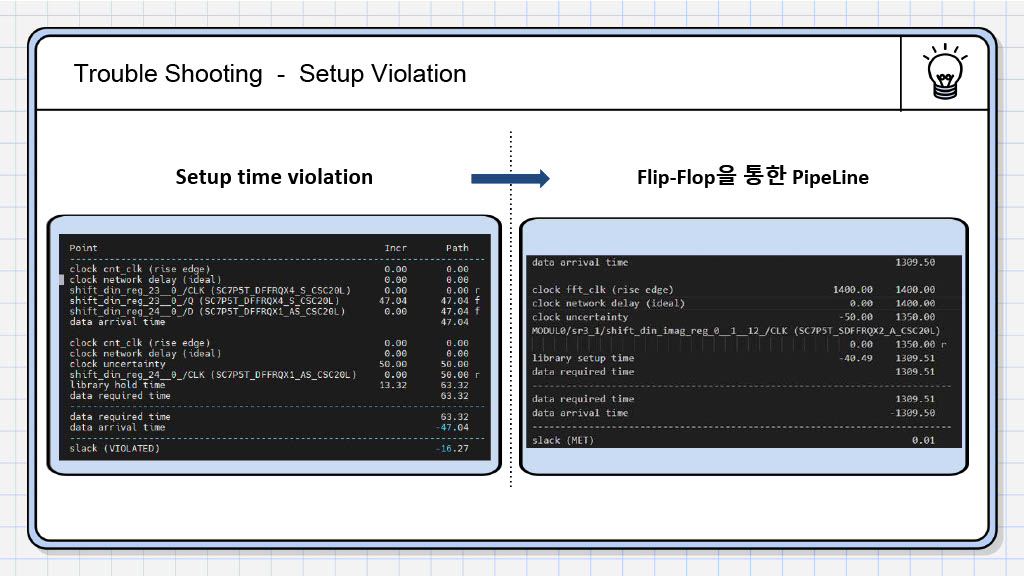 Trouble Shooting - Setup Violation
Setup time violation
Flip-Flop을 통한 PipeLine
Point Incr Path
clock cnt_clk (rise edge) 0.00 0.00
clock network delay (ideal) 0.00 0.00
shift_din_reg_23__0_/CLK (SC7P5T_DFFRQX4_S_CSC20L) 0.00 0.00 r
shift_din_reg_23__0_/Q (SC7P5T_DFFRQX4_S_CSC20L) 47.04 47.04 f
shift_din_reg_24__0_/D (SC7P5T_DFFRQX1_AS_CSC20L) 0.00 47.04 f
data arrival time 47.04
clock cnt_clk (rise edge) 0.00 0.00
clock network delay (ideal) 0.00 0.00
clock uncertainty 50.00 50.00
shift_din_reg_24__0_/CLK (SC7P5T_DFFRQX1_AS_CSC20L) 0.00 50.00 r
library hold time 13.32 63.32
data required time 63.32
data required time 63.32
data arrival time -47.04
slack (VIOLATED) -16.27
data arrival time 1309.50
clock fft_clk (rise edge) 1400.00 1400.00
clock network delay (ideal) 0.00 1400.00
clock uncertainty -50.00 1350.00
MODUL0/sr3_1/shift_din_imag_reg_0__1__12_/CLK (SC7P5T_SDFFRQX2_A_CSC20L)
0.00 1350.00 r
library setup time -40.49 1309.51
data required time 1309.51
data required time 1309.51
data arrival time -1309.50
slack (MET) 0.01